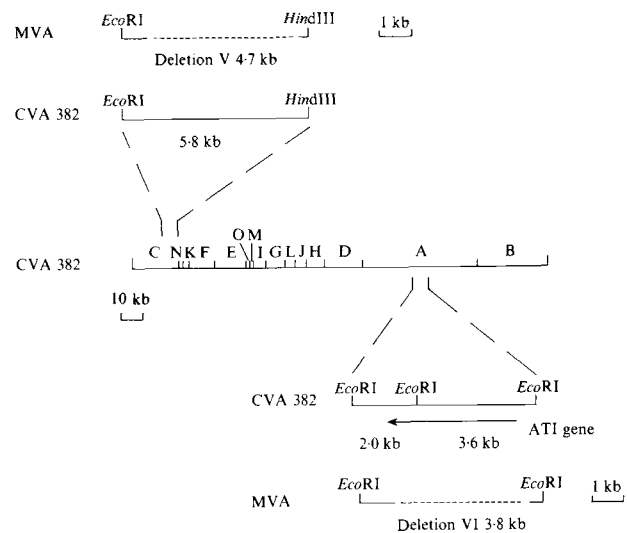 EcoRI HindIII 1 kb
MVA
Deletion V 4·7 kb
EcoRI HindIII
CVA 382
5·8 kb
O M
C N K F E I G L J H D A B
CVA 382
10 kb
EcoRI EcoRI EcoRI
CVA 382
ATI gene
2·0 kb 3·6 kb
EcoRI EcoRI 1 kb
MVA
Deletion VI 3·8 kb